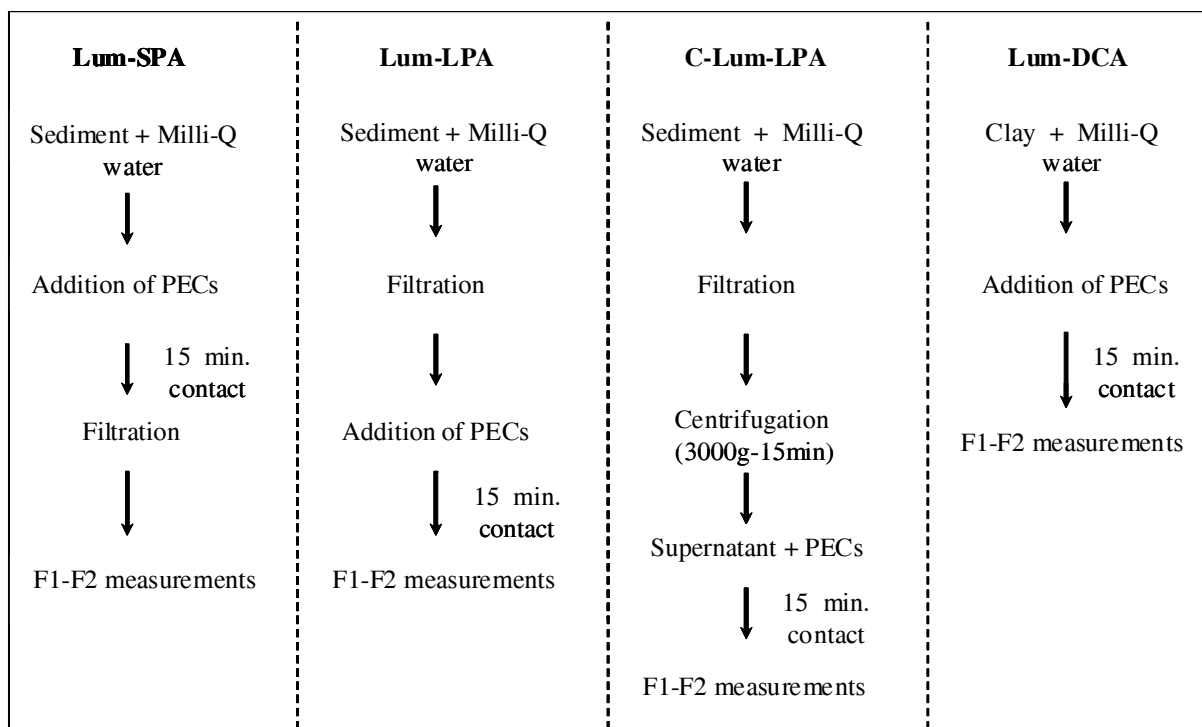 Lum-SPA
Sediment + Milli-Q
water
Addition of PECs
15 min.
contact
Filtration
F1-F2 measurements
Lum-LPA
Sediment + Milli-Q
water
Filtration
Addition of PECs
15 min.
contact
F1-F2 measurements
C-Lum-LPA
Sediment + Milli-Q
water
Filtration
Centrifugation
(3000g-15min)
Supernatant + PECs
15 min.
contact
F1-F2 measurements
Lum-DCA
Clay + Milli-Q
water
Addition of PECs
15 min.
contact
F1-F2 measurements